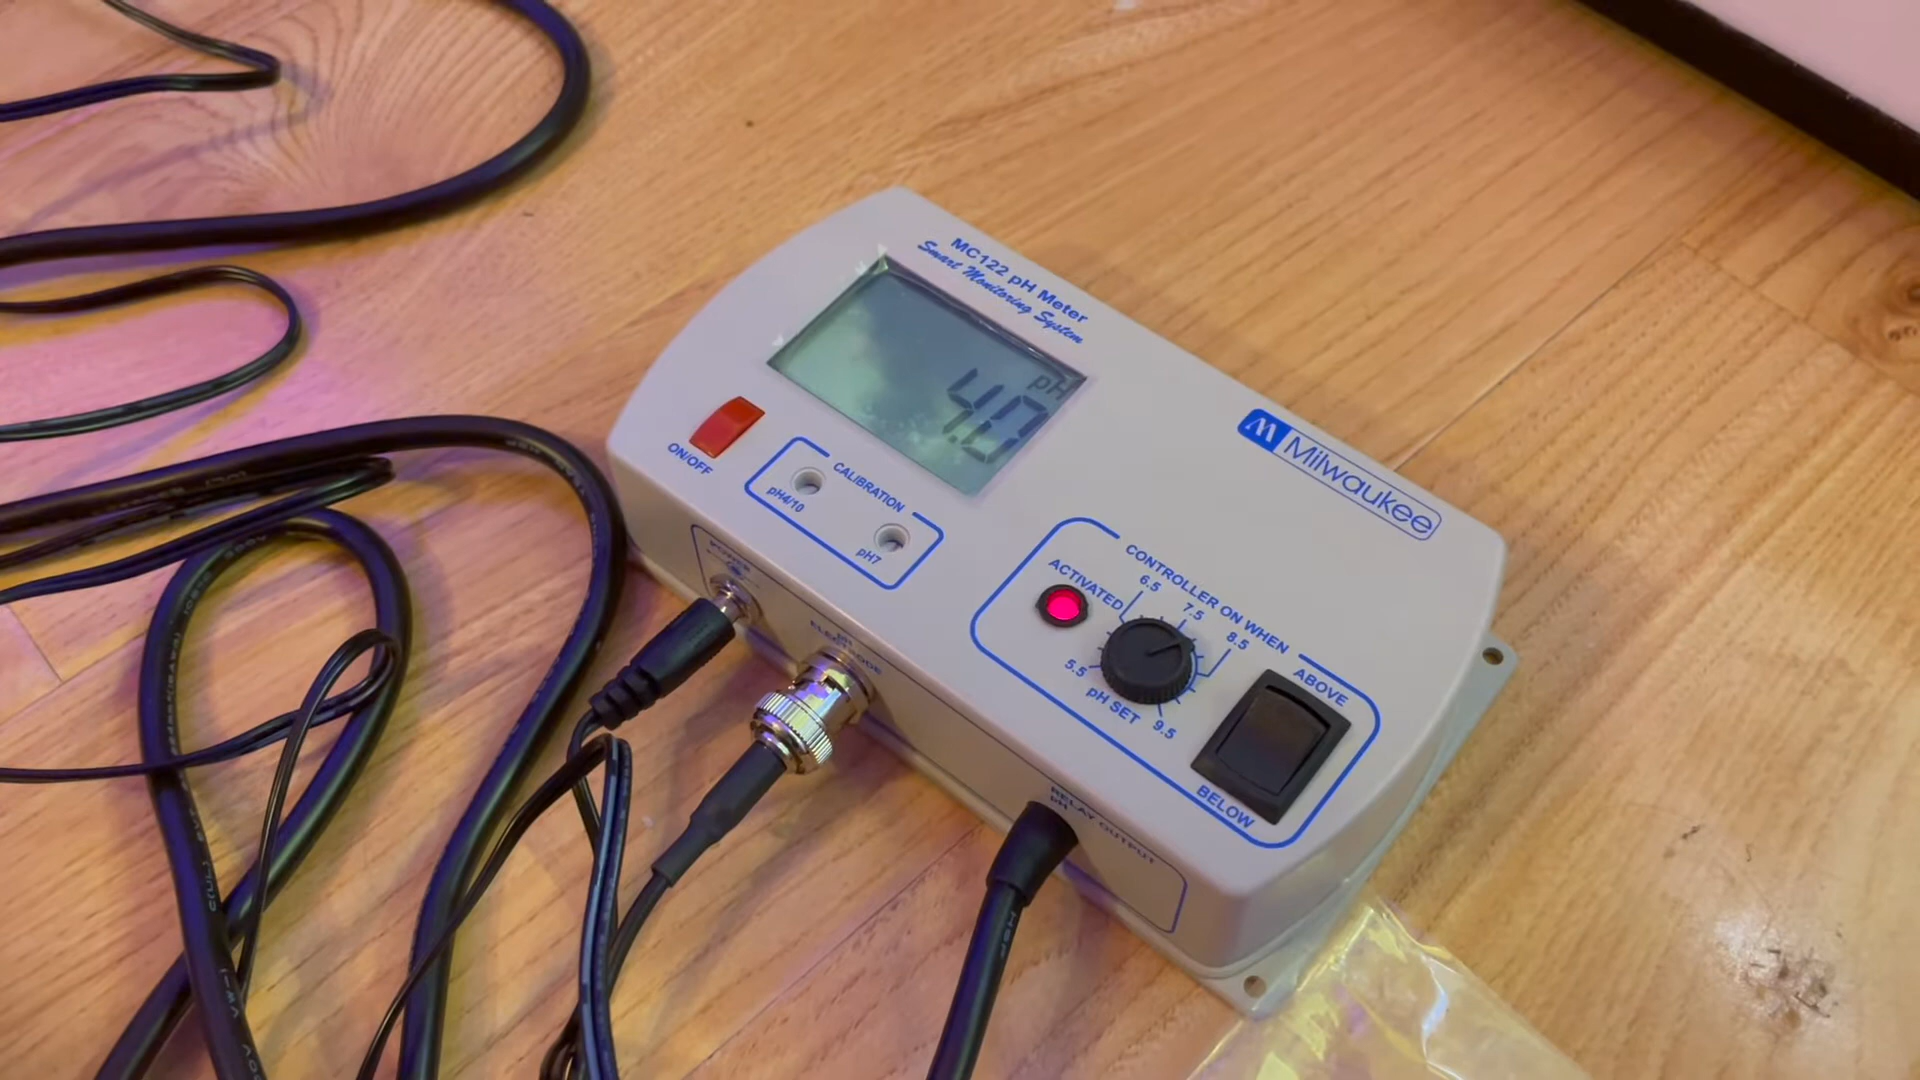 MC122 pH Meter
Smart Monitoring System
pH
4.0
ON/OFF
CALIBRATION
pH4/10
pH7
M Milwaukee
CONTROLLER ON WHEN
ACTIVATED
6.5
7.5
8.5
5.5
pH SET
9.5
ABOVE
BELOW
POWER
pH
ELECTRODE
RELAY OUTPUT
pH